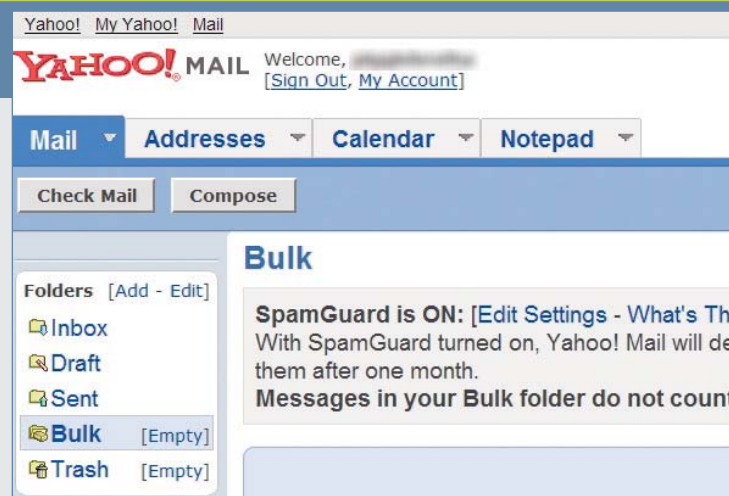 Yahoo! My Yahoo! Mail
YAHOO! MAIL
Welcome,
[Sign Out, My Account]
Mail Addresses Calendar Notepad
Check Mail Compose
Folders [Add - Edit]
Inbox
Draft
Sent
Bulk [Empty]
Trash [Empty]
Bulk
SpamGuard is ON: [Edit Settings - What's Th
With SpamGuard turned on, Yahoo! Mail will de
them after one month.
Messages in your Bulk folder do not count